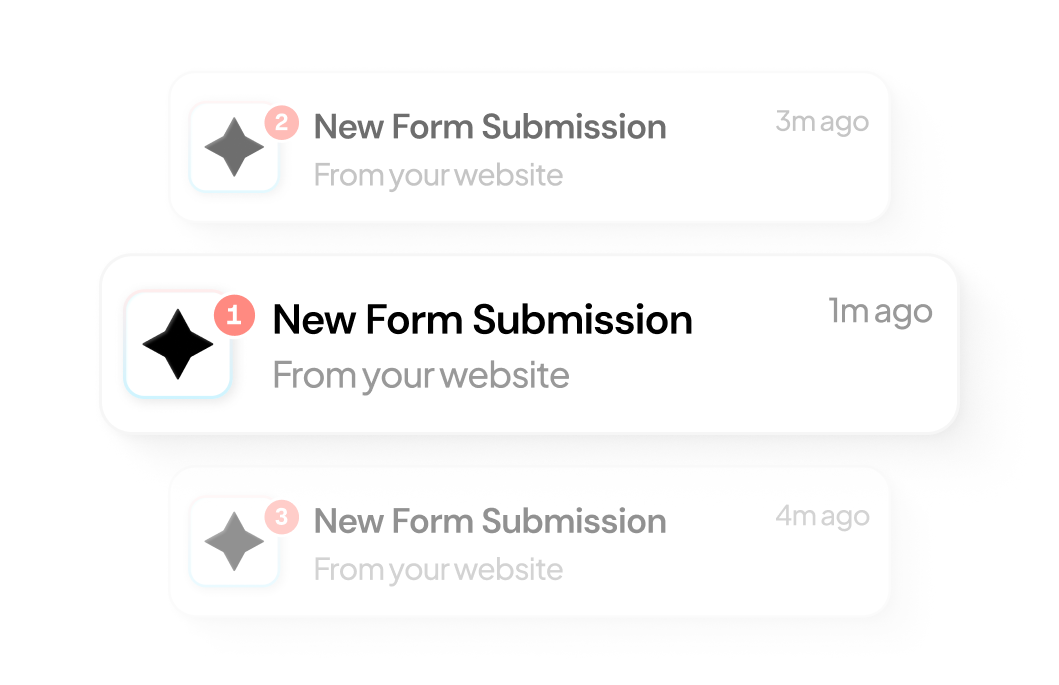 2
New Form Submission
3m ago
From your website
1
New Form Submission
1m ago
From your website
3
New Form Submission
4m ago
From your website